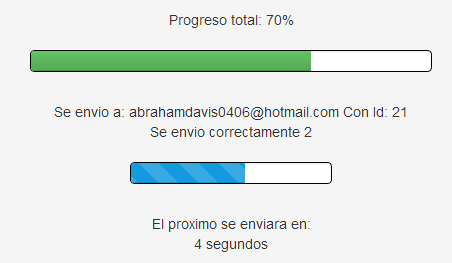 Progreso total: 70%
Se envio a: abrahamdavis0406@hotmail.com Con Id: 21
Se envio correctamente 2
El proximo se enviara en:
4 segundos